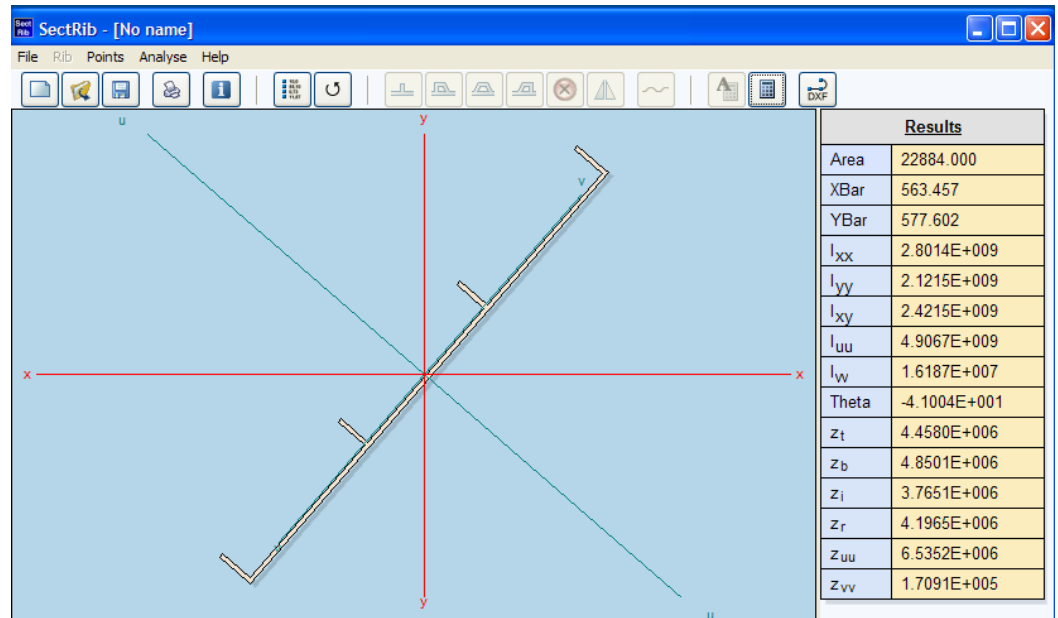 Sect Rib SectRib - [No name]
File Rib Points Analyse Help
DXF
u
y
v
x
x
y
u
Results
Area 22884.000
XBar 563.457
YBar 577.602
Ixx 2.8014E+009
Iyy 2.1215E+009
Ixy 2.4215E+009
Iuu 4.9067E+009
Ivv 1.6187E+007
Theta -4.1004E+001
zt 4.4580E+006
zb 4.8501E+006
zl 3.7651E+006
zr 4.1965E+006
zuu 6.5352E+006
zvv 1.7091E+005